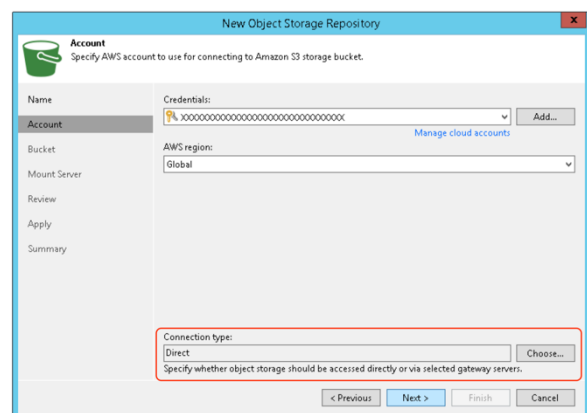 New Object Storage Repository
x
Account
Specify AWS account to use for connecting to Amazon S3 storage bucket.
Name
Account
Bucket
Mount Server
Review
Apply
Summary
Credentials:
XXXXXXXXXXXXXXXXXXXXXXXXXXXXXXXX
Add...
Manage cloud accounts
AWS region:
Global
Connection type:
Direct
Choose...
Specify whether object storage should be accessed directly or via selected gateway servers.
< Previous
Next >
Finish
Cancel